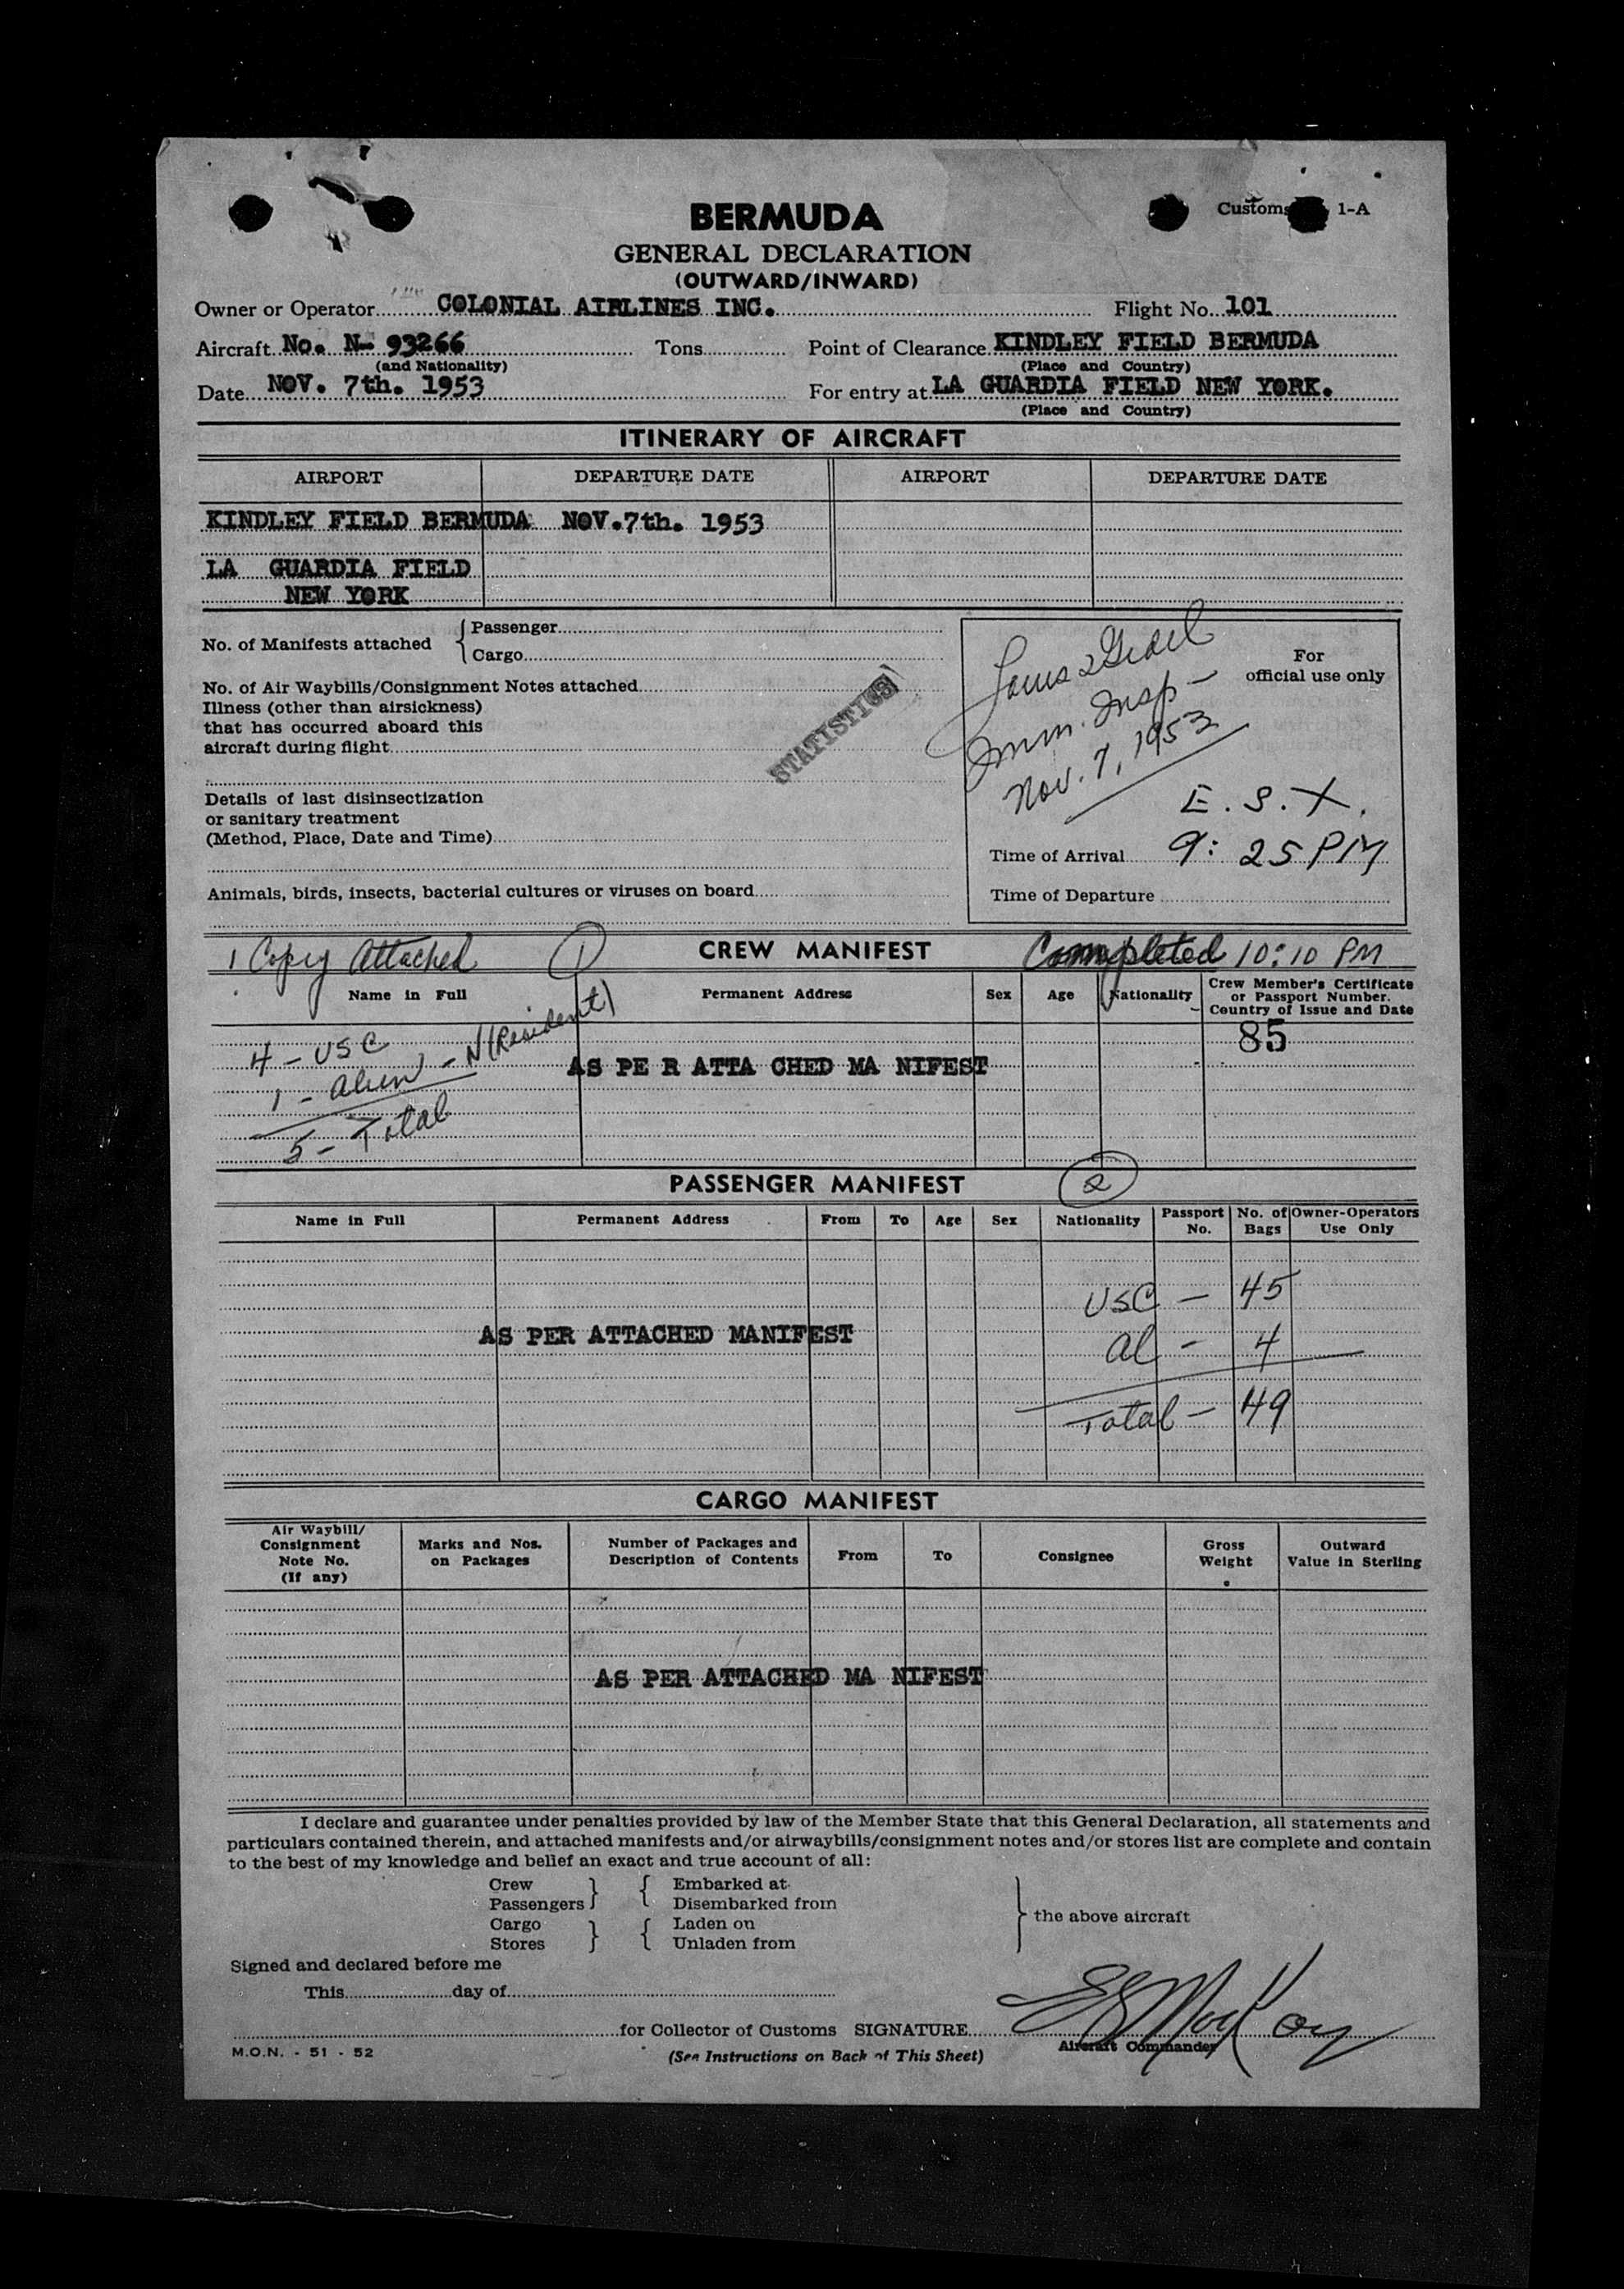 Customs 1-A
BERMUDA
GENERAL DECLARATION
(OUTWARD/INWARD)
Owner or Operator COLONIAL AIRLINES INC. Flight No. 101
Aircraft No. N- 93266 Tons Point of Clearance KINDLEY FIELD BERMUDA
(and Nationality) (Place and Country)
Date NOV. 7th. 1953 For entry at LA GUARDIA FIELD NEW YORK.
(Place and Country)
ITINERARY OF AIRCRAFT
AIRPORT DEPARTURE DATE AIRPORT DEPARTURE DATE
KINDLEY FIELD BERMUDA NOV.7th. 1953
LA GUARDIA FIELD
NEW YORK
No. of Manifests attached { Passenger
Cargo
No. of Air Waybills/Consignment Notes attached
Illness (other than airsickness)
that has occurred aboard this
aircraft during flight
STATISTICS
Details of last disinsectization
or sanitary treatment
(Method, Place, Date and Time)
Animals, birds, insects, bacterial cultures or viruses on board
For
official use only
Imm. Insp -
Nov. 7, 1953
Time of Arrival 9: 25 PM
Time of Departure
1 Copy Attached 1 CREW MANIFEST Completed 10:10 PM
Name in Full Permanent Address Sex Age Nationality Crew Member's Certificate
or Passport Number.
Country of Issue and Date
85
4 - USC
1 - alien - N (Resident)
5 - Total
AS PE R ATTA CHED MA NIFEST
PASSENGER MANIFEST 2
Name in Full Permanent Address From To Age Sex Nationality Passport No. No. of Bags Owner-Operators Use Only
USC - 45
AS PER ATTACHED MANIFEST
al - 4
Total - 49
CARGO MANIFEST
Air Waybill/
Consignment
Note No.
(If any)
Marks and Nos.
on Packages
Number of Packages and
Description of Contents
From To Consignee
Gross
Weight
Outward
Value in Sterling
AS PER ATTACHED MA NIFEST
I declare and guarantee under penalties provided by law of the Member State that this General Declaration, all statements and
particulars contained therein, and attached manifests and/or airwaybills/consignment notes and/or stores list are complete and contain
to the best of my knowledge and belief an exact and true account of all:
Crew } { Embarked at
Passengers } { Disembarked from
Cargo } { Laden on
Stores } { Unladen from
} the above aircraft
Signed and declared before me
This day of
for Collector of Customs SIGNATURE
Aircraft Commander
M.O.N. - 51 - 52 (See Instructions on Back of This Sheet)